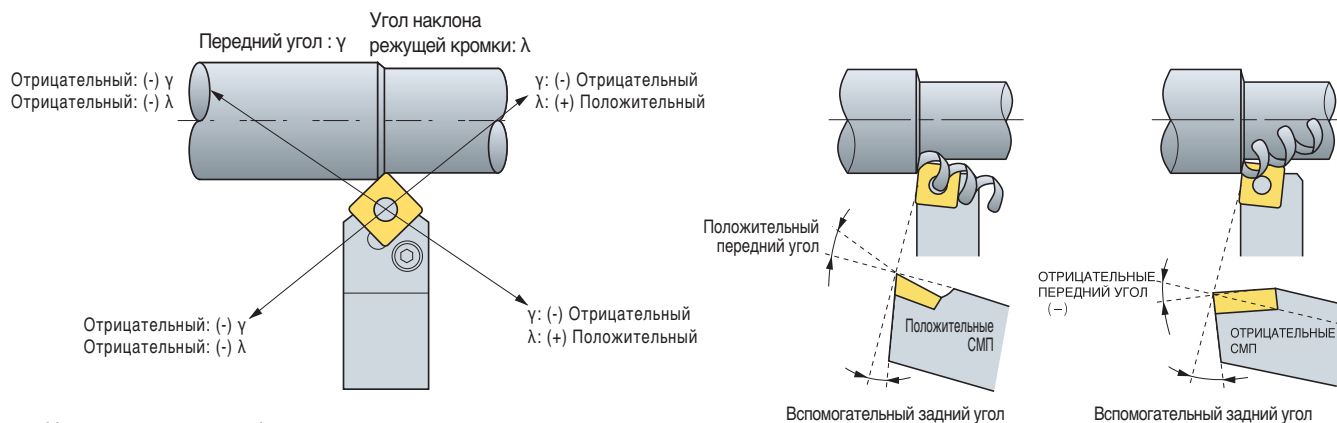 Передний угол : γ
Угол наклона
режущей кромки: λ
Отрицательный: (-) γ
Отрицательный: (-) λ
γ: (-) Отрицательный
λ: (+) Положительный
Отрицательный: (-) γ
Отрицательный: (-) λ
γ: (-) Отрицательный
λ: (+) Положительный
Положительный
передний угол
Положительные
СМП
Вспомогательный задний угол
ОТРИЦАТЕЛЬНЫЕ
ПЕРЕДНИЙ УГОЛ
(−)
ОТРИЦАТЕЛЬНЫЕ
СМП
Вспомогательный задний угол